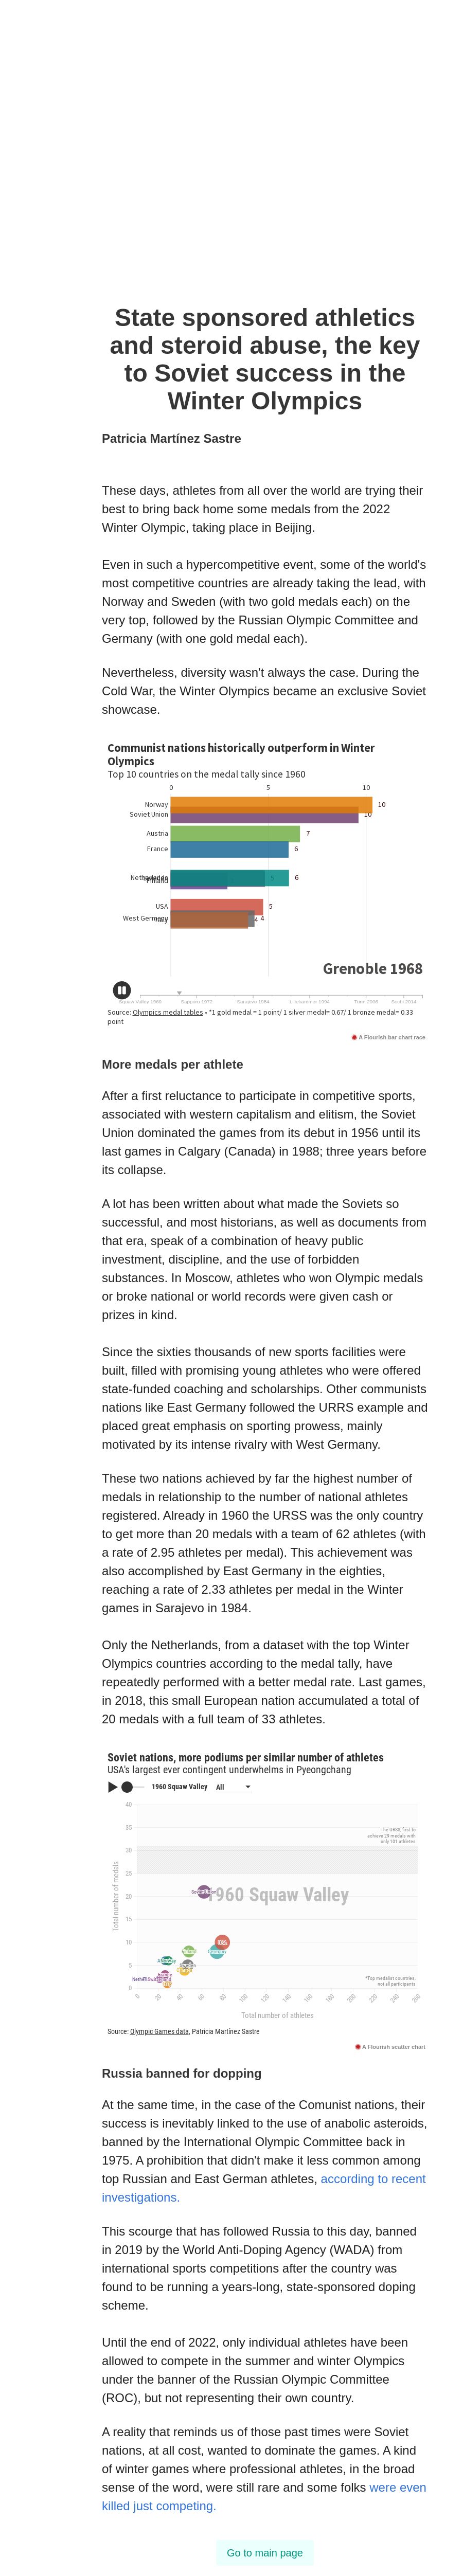 State sponsored athletics
and steroid abuse, the key
to Soviet success in the
Winter Olympics
Patricia Martínez Sastre
These days, athletes from all over the world are trying their
best to bring back home some medals from the 2022
Winter Olympic, taking place in Beijing.
Even in such a hypercompetitive event, some of the world's
most competitive countries are already taking the lead, with
Norway and Sweden (with two gold medals each) on the
very top, followed by the Russian Olympic Committee and
Germany (with one gold medal each).
Nevertheless, diversity wasn't always the case. During the
Cold War, the Winter Olympics became an exclusive Soviet
showcase.
Communist nations historically outperform in Winter
Olympics
Top 10 countries on the medal tally since 1960
0 5 10
Norway 10
Soviet Union 10
Austria 7
France 6
Netherlands 6
Finland
USA 5
West Germany 4
4
Grenoble 1968
Squaw Valley 1960 Sapporo 1972 Sarajevo 1984 Lillehammer 1994 Turin 2006 Sochi 2014
Source: Olympics medal tables • *1 gold medal = 1 point/ 1 silver medal= 0.67/ 1 bronze medal= 0.33
point
A Flourish bar chart race
More medals per athlete
After a first reluctance to participate in competitive sports,
associated with western capitalism and elitism, the Soviet
Union dominated the games from its debut in 1956 until its
last games in Calgary (Canada) in 1988; three years before
its collapse.
A lot has been written about what made the Soviets so
successful, and most historians, as well as documents from
that era, speak of a combination of heavy public
investment, discipline, and the use of forbidden
substances. In Moscow, athletes who won Olympic medals
or broke national or world records were given cash or
prizes in kind.
Since the sixties thousands of new sports facilities were
built, filled with promising young athletes who were offered
state-funded coaching and scholarships. Other communists
nations like East Germany followed the URRS example and
placed great emphasis on sporting prowess, mainly
motivated by its intense rivalry with West Germany.
These two nations achieved by far the highest number of
medals in relationship to the number of national athletes
registered. Already in 1960 the URSS was the only country
to get more than 20 medals with a team of 62 athletes (with
a rate of 2.95 athletes per medal). This achievement was
also accomplished by East Germany in the eighties,
reaching a rate of 2.33 athletes per medal in the Winter
games in Sarajevo in 1984.
Only the Netherlands, from a dataset with the top Winter
Olympics countries according to the medal tally, have
repeatedly performed with a better medal rate. Last games,
in 2018, this small European nation accumulated a total of
20 medals with a full team of 33 athletes.
Soviet nations, more podiums per similar number of athletes
USA's largest ever contingent underwhelms in Pyeongchang
1960 Squaw Valley All
40
35
The URSS, first to
achieve 29 medals with
only 101 athletes
30
25
20
1960 Squaw Valley
15
10
5
0
Total number of medals
*Top medalist countries,
not all participants
0 20 40 60 80 100 120 140 160 180 200 220 240 260
Total number of athletes
Source: Olympic Games data, Patricia Martínez Sastre
A Flourish scatter chart
Russia banned for dopping
At the same time, in the case of the Comunist nations, their
success is inevitably linked to the use of anabolic asteroids,
banned by the International Olympic Committee back in
1975. A prohibition that didn't make it less common among
top Russian and East German athletes, according to recent
investigations.
This scourge that has followed Russia to this day, banned
in 2019 by the World Anti-Doping Agency (WADA) from
international sports competitions after the country was
found to be running a years-long, state-sponsored doping
scheme.
Until the end of 2022, only individual athletes have been
allowed to compete in the summer and winter Olympics
under the banner of the Russian Olympic Committee
(ROC), but not representing their own country.
A reality that reminds us of those past times were Soviet
nations, at all cost, wanted to dominate the games. A kind
of winter games where professional athletes, in the broad
sense of the word, were still rare and some folks were even
killed just competing.
Go to main page